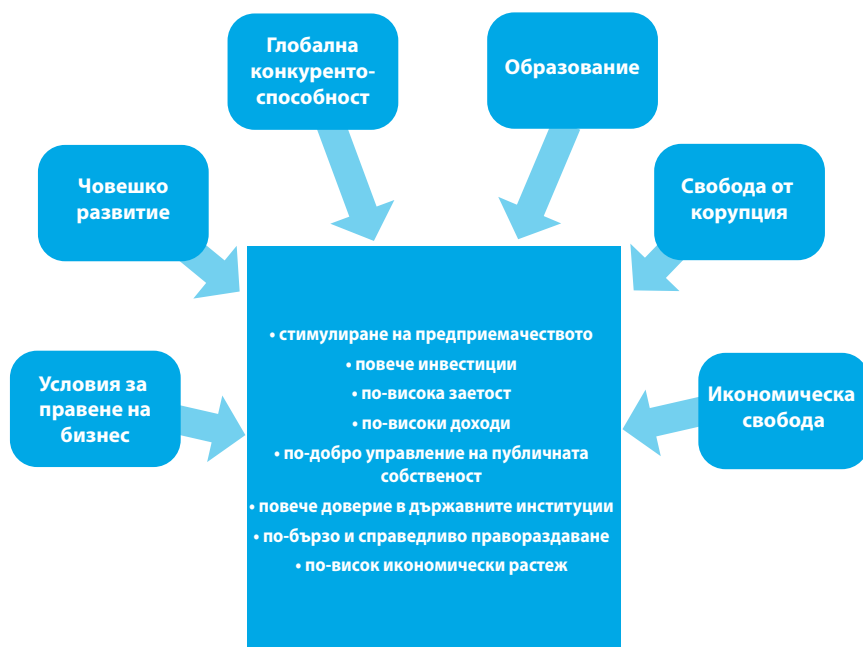 Глобална
конкуренто-
способност
Образование
Човешко
развитие
Свобода от
корупция
Условия за
правене на
бизнес
Икономическа
свобода
• стимулиране на предприемачеството
• повече инвестиции
• по-висока заетост
• по-високи доходи
• по-добро управление на публичната
собственост
• повече доверие в държавните институции
• по-бързо и справедливо правораздаване
• по-висок икономически растеж